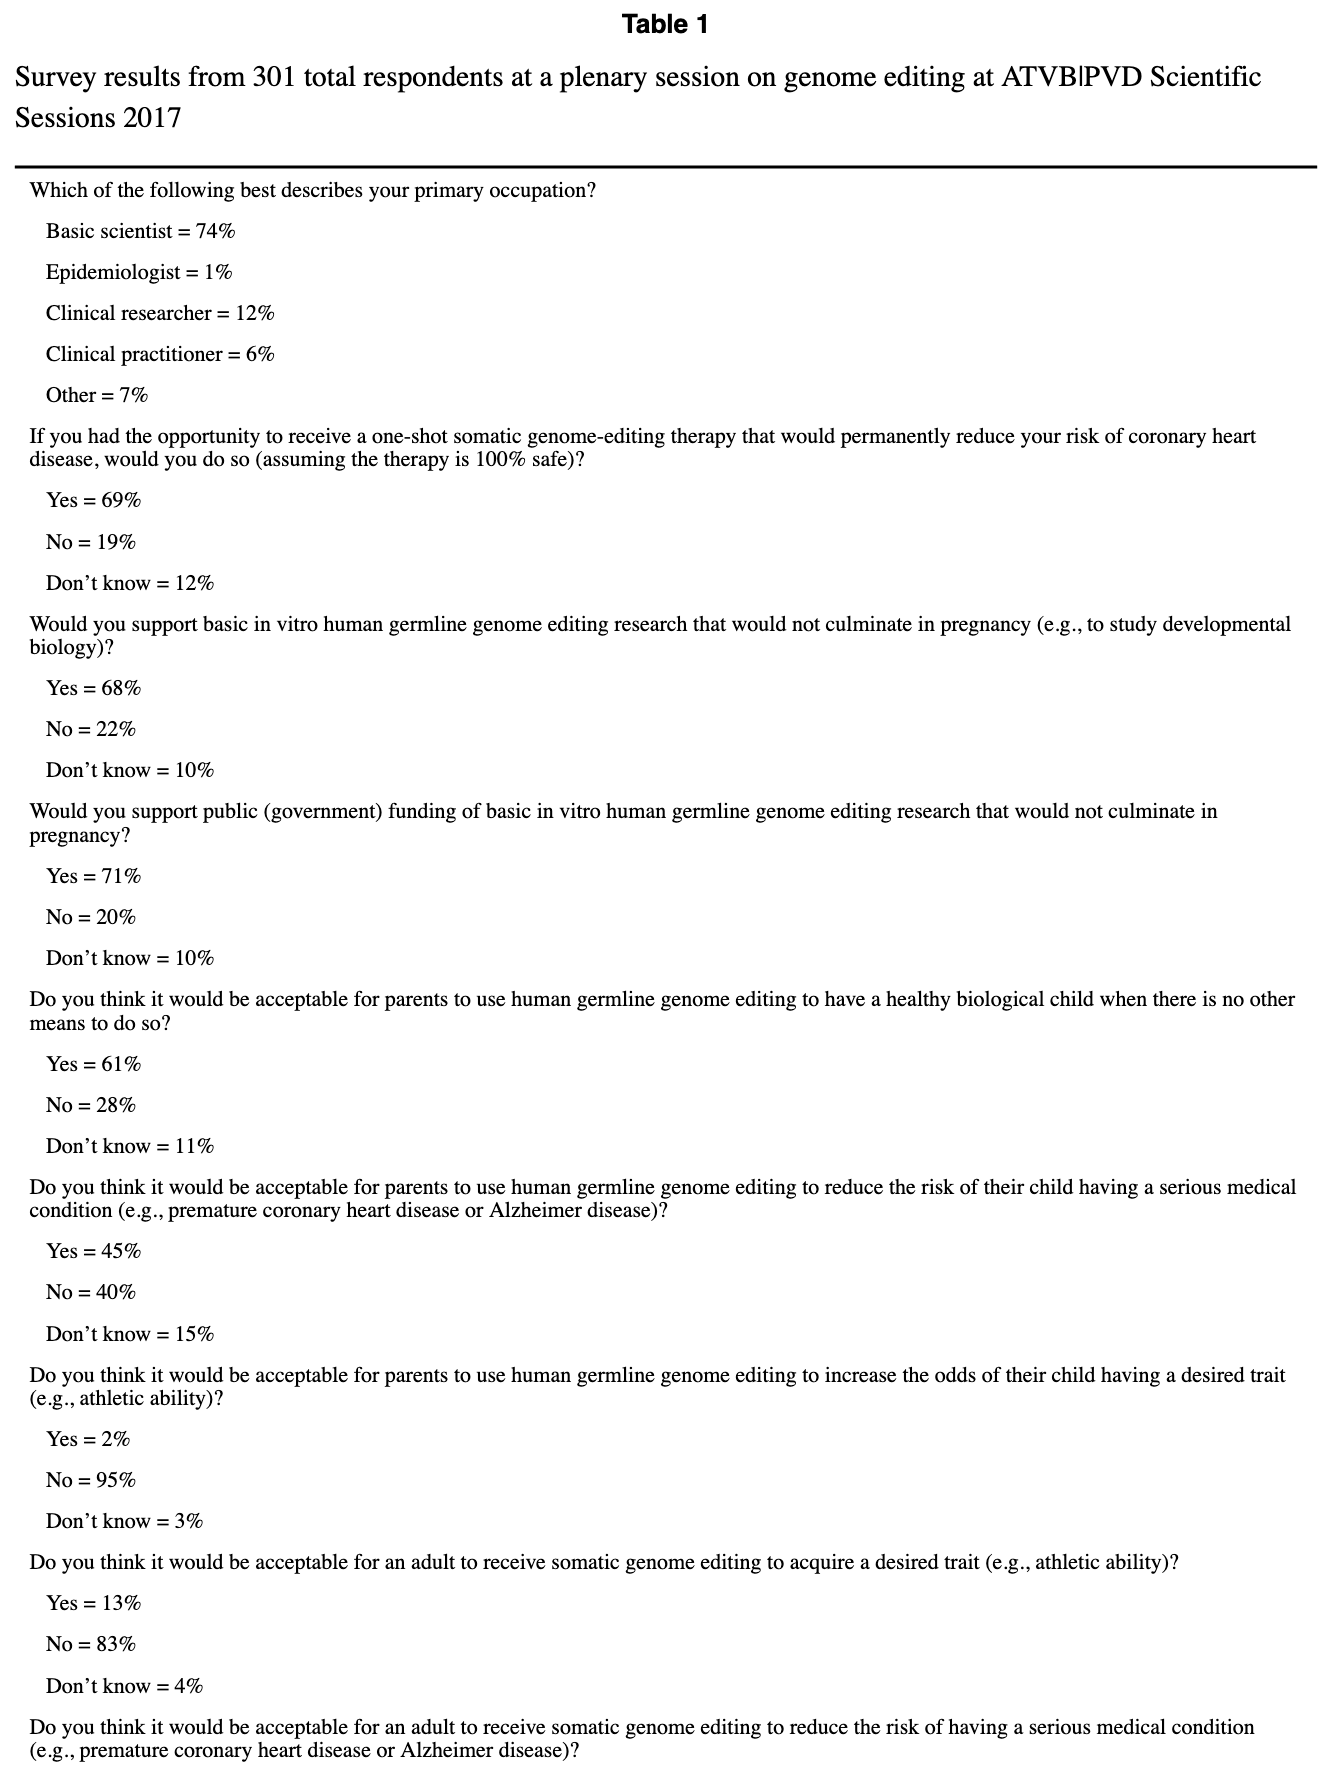 Table 1
Survey results from 301 total respondents at a plenary session on genome editing at ATVB|PVD Scientific
Sessions 2017
Which of the following best describes your primary occupation?
Basic scientist = 74%
Epidemiologist = 1%
Clinical researcher = 12%
Clinical practitioner = 6%
Other = 7%
If you had the opportunity to receive a one-shot somatic genome-editing therapy that would permanently reduce your risk of coronary heart
disease, would you do so (assuming the therapy is 100% safe)?
Yes = 69%
No = 19%
Don’t know = 12%
Would you support basic in vitro human germline genome editing research that would not culminate in pregnancy (e.g., to study developmental
biology)?
Yes = 68%
No = 22%
Don’t know = 10%
Would you support public (government) funding of basic in vitro human germline genome editing research that would not culminate in
pregnancy?
Yes = 71%
No = 20%
Don’t know = 10%
Do you think it would be acceptable for parents to use human germline genome editing to have a healthy biological child when there is no other
means to do so?
Yes = 61%
No = 28%
Don’t know = 11%
Do you think it would be acceptable for parents to use human germline genome editing to reduce the risk of their child having a serious medical
condition (e.g., premature coronary heart disease or Alzheimer disease)?
Yes = 45%
No = 40%
Don’t know = 15%
Do you think it would be acceptable for parents to use human germline genome editing to increase the odds of their child having a desired trait
(e.g., athletic ability)?
Yes = 2%
No = 95%
Don’t know = 3%
Do you think it would be acceptable for an adult to receive somatic genome editing to acquire a desired trait (e.g., athletic ability)?
Yes = 13%
No = 83%
Don’t know = 4%
Do you think it would be acceptable for an adult to receive somatic genome editing to reduce the risk of having a serious medical condition
(e.g., premature coronary heart disease or Alzheimer disease)?